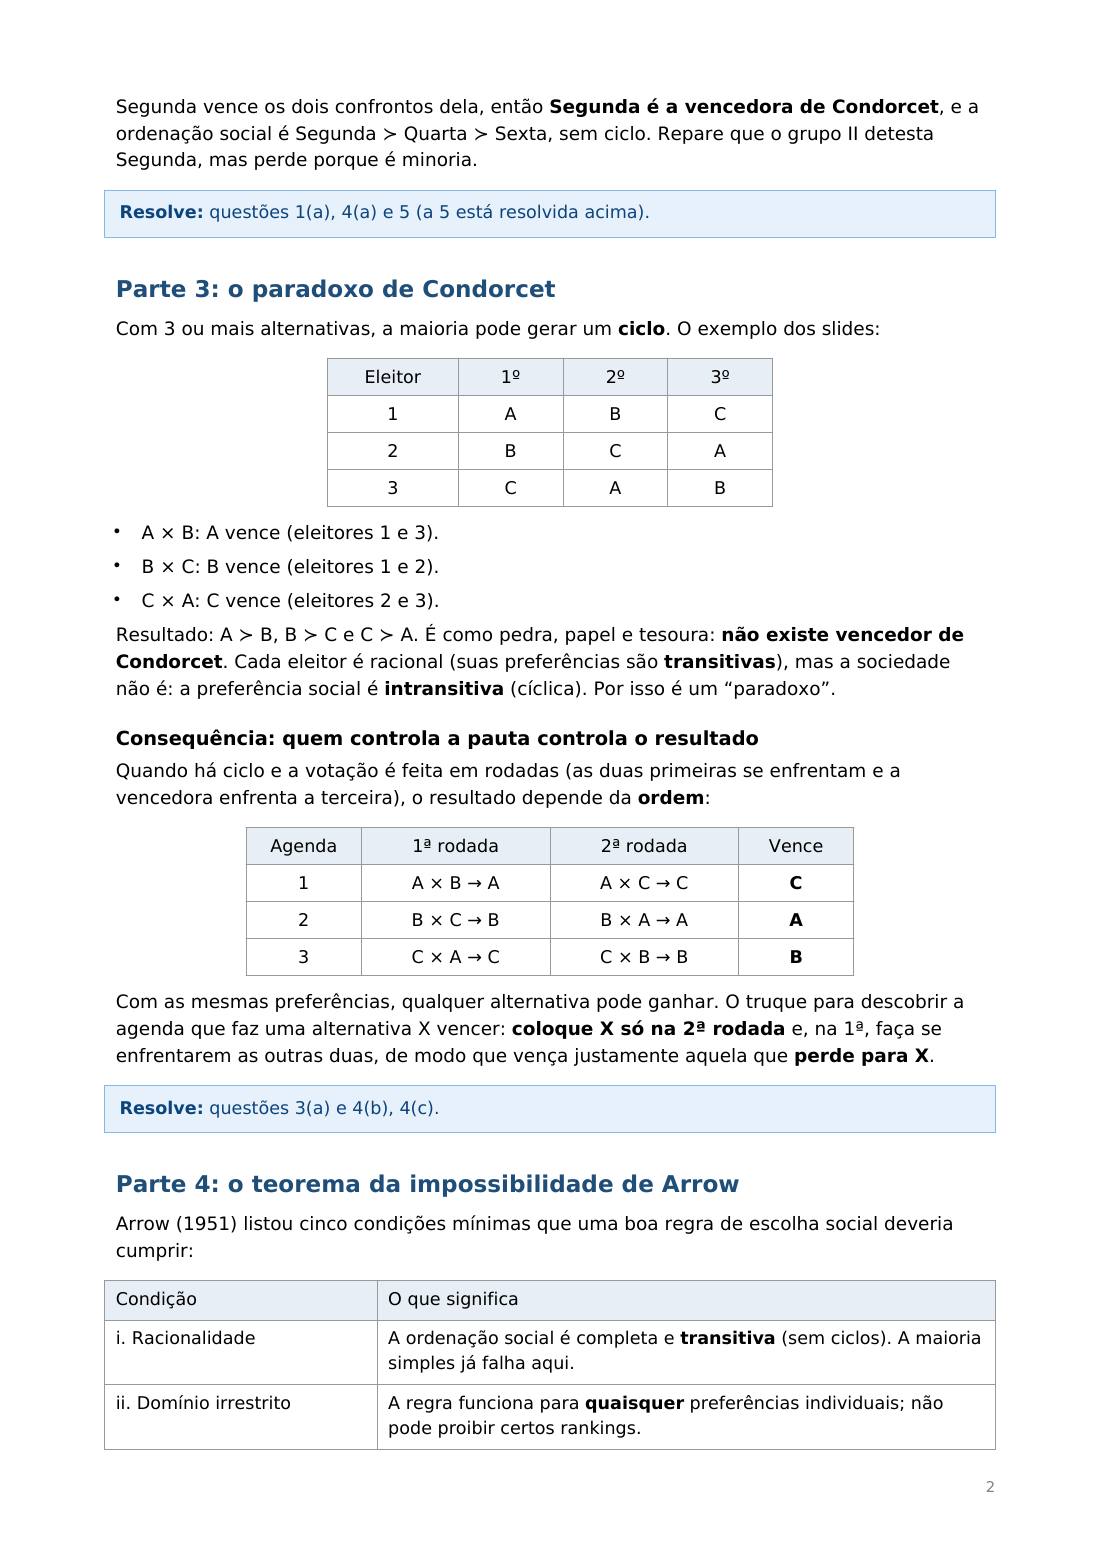 Segunda vence os dois confrontos dela, então Segunda é a vencedora de Condorcet, e a
ordenação social é Segunda ≻ Quarta ≻ Sexta, sem ciclo. Repare que o grupo II detesta
Segunda, mas perde porque é minoria.
Resolve: questões 1(a), 4(a) e 5 (a 5 está resolvida acima).
Parte 3: o paradoxo de Condorcet
Com 3 ou mais alternativas, a maioria pode gerar um ciclo. O exemplo dos slides:
Eleitor 1º 2º 3º
1 A B C
2 B C A
3 C A B
• A × B: A vence (eleitores 1 e 3).
• B × C: B vence (eleitores 1 e 2).
• C × A: C vence (eleitores 2 e 3).
Resultado: A ≻ B, B ≻ C e C ≻ A. É como pedra, papel e tesoura: não existe vencedor de
Condorcet. Cada eleitor é racional (suas preferências são transitivas), mas a sociedade
não é: a preferência social é intransitiva (cíclica). Por isso é um “paradoxo”.
Consequência: quem controla a pauta controla o resultado
Quando há ciclo e a votação é feita em rodadas (as duas primeiras se enfrentam e a
vencedora enfrenta a terceira), o resultado depende da ordem:
Agenda 1ª rodada 2ª rodada Vence
1 A × B → A A × C → C C
2 B × C → B B × A → A A
3 C × A → C C × B → B B
Com as mesmas preferências, qualquer alternativa pode ganhar. O truque para descobrir a
agenda que faz uma alternativa X vencer: coloque X só na 2ª rodada e, na 1ª, faça se
enfrentarem as outras duas, de modo que vença justamente aquela que perde para X.
Resolve: questões 3(a) e 4(b), 4(c).
Parte 4: o teorema da impossibilidade de Arrow
Arrow (1951) listou cinco condições mínimas que uma boa regra de escolha social deveria
cumprir:
Condição O que significa
i. Racionalidade A ordenação social é completa e transitiva (sem ciclos). A maioria
simples já falha aqui.
ii. Domínio irrestrito A regra funciona para quaisquer preferências individuais; não
pode proibir certos rankings.
2